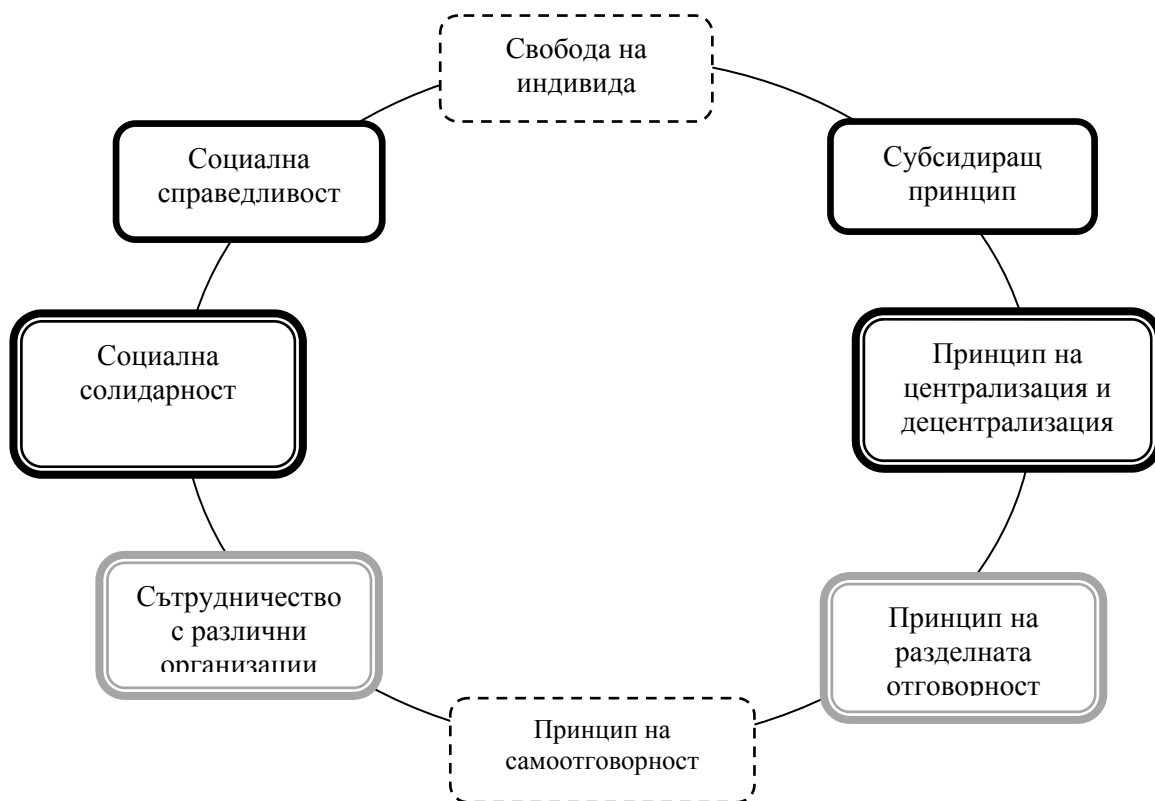 Свобода на
индивида
Социална
справедливост
Субсидиращ
принцип
Социална
солидарност
Принцип на
централизация и
децентрализация
Сътрудничество
с различни
организации
Принцип на
разделната
отговорност
Принцип на
самоотговорност